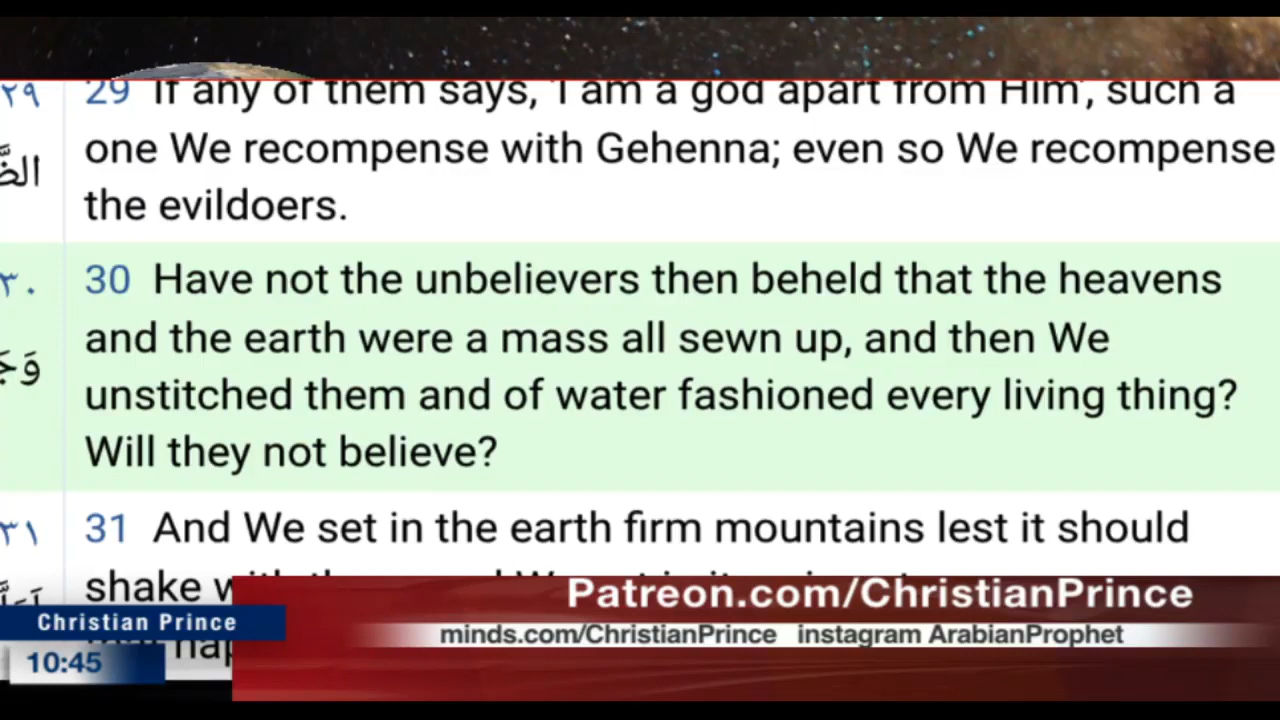 ٢٩ 29 If any of them says, 'I am a god apart from Him', such a
one We recompense with Gehenna; even so We recompense
the evildoers.
٣٠ 30 Have not the unbelievers then beheld that the heavens
and the earth were a mass all sewn up, and then We
unstitched them and of water fashioned every living thing?
Will they not believe?
٣١ 31 And We set in the earth firm mountains lest it should
shake
Patreon.com/ChristianPrince
Christian Prince
minds.com/ChristianPrince instagram ArabianProphet
10:45